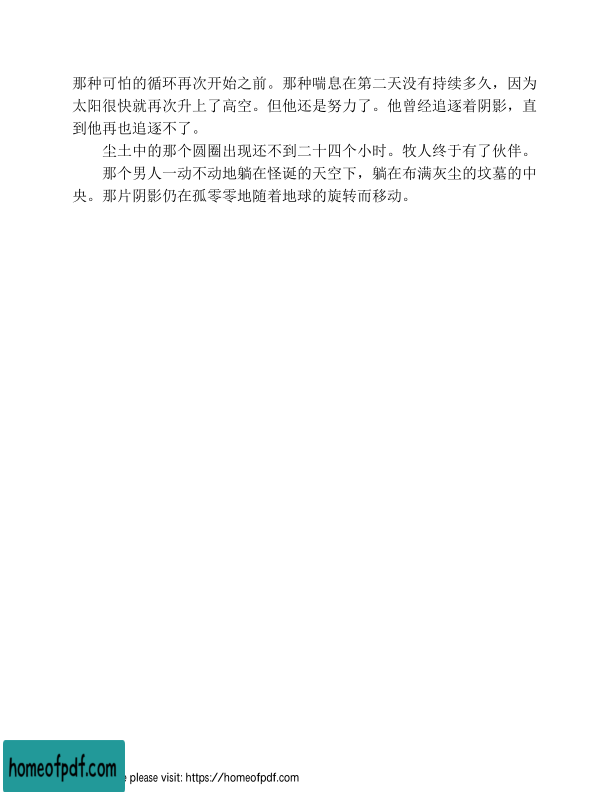 那种可怕的循环再次开始之前。那种喘息在第二天没有持续多久，因为
太阳很快就再次升上了高空。但他还是努力了。他曾经追逐着阴影，直
到他再也追逐不了。
尘土中的那个圆圈出现还不到二十四个小时。牧人终于有了伙伴。
那个男人一动不动地躺在怪诞的天空下，躺在布满灰尘的坟墓的中
央。那片阴影仍在孤零零地随着地球的旋转而移动。
homeofpdf.com
please visit: https://homeofpdf.com